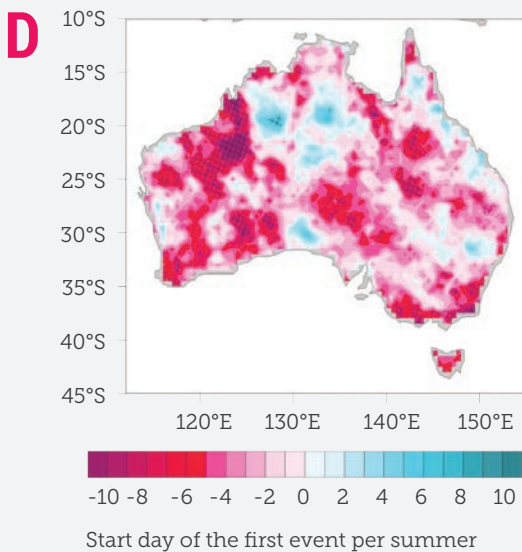 D
10°S
15°S
20°S
25°S
30°S
35°S
40°S
45°S
120°E 130°E 140°E 150°E
-10 -8 -6 -4 -2 0 2 4 6 8 10
Start day of the first event per summer